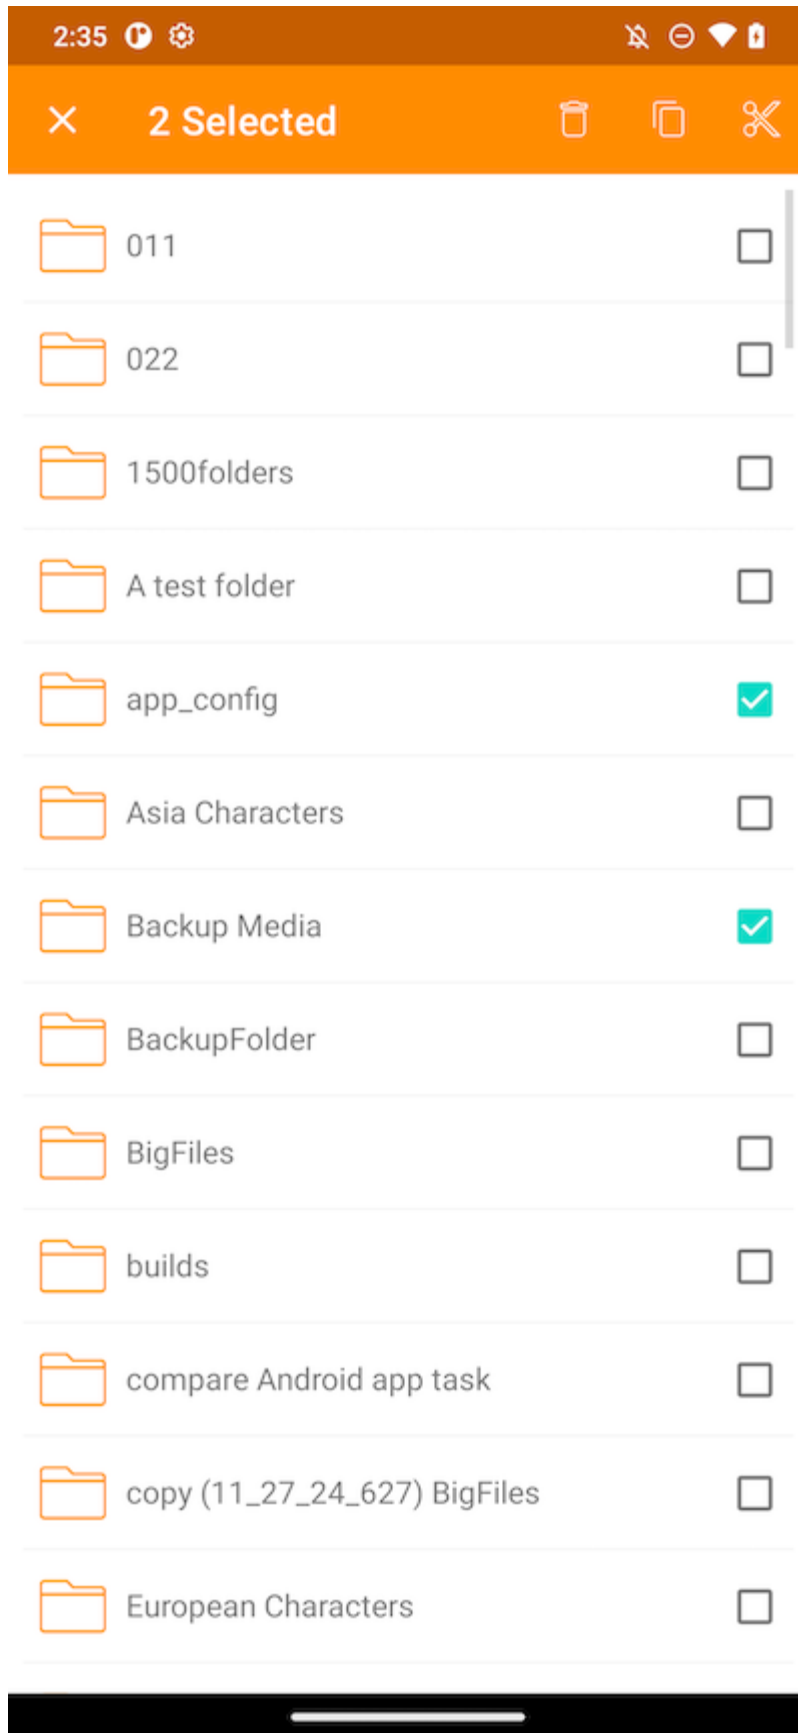 2:35
2 Selected
011
022
1500folders
A test folder
app_config
Asia Characters
Backup Media
BackupFolder
BigFiles
builds
compare Android app task
copy (11_27_24_627) BigFiles
European Characters